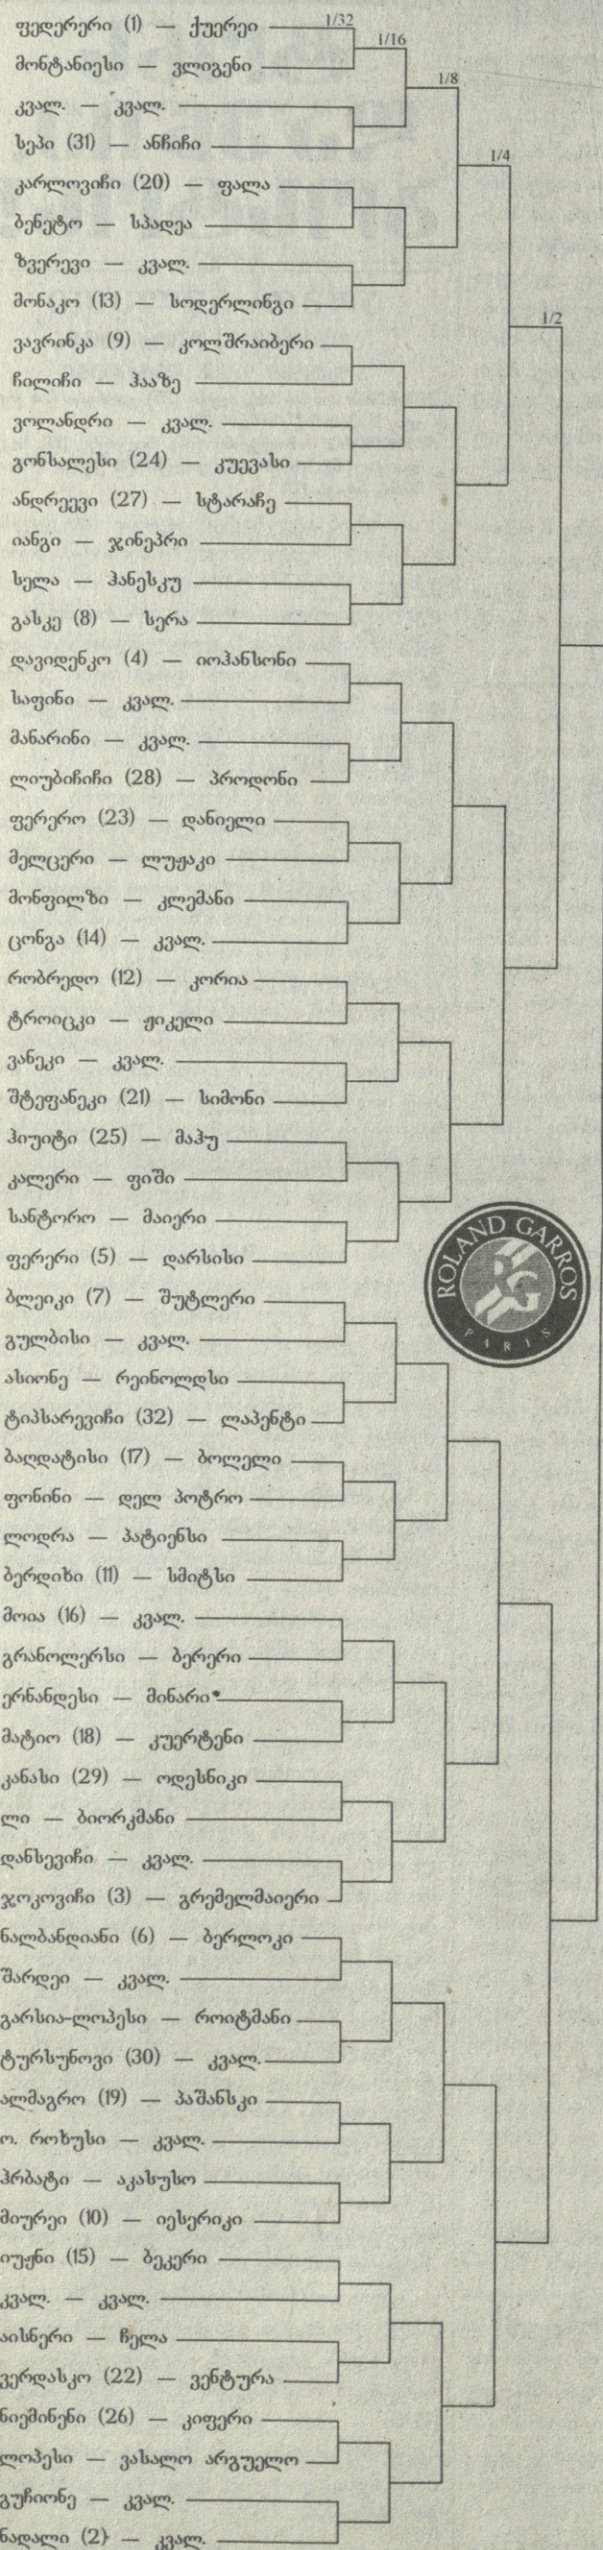 ფედერერი (1) — ქუერეი
1/32
1/16
მონტანიესი — ვლიგენი
1/8
კვალ. — კვალ.
სეპი (31) — ანჩიჩი
1/4
კარლოვიჩი (20) — ფალა
ბენეტო — სპადეა
ზვერევი — კვალ.
მონაკო (13) — სოდერლინგი
1/2
ვავრინკა (9) — კოლშრაიბერი
ჩილიჩი — ჰააზე
ვოლანდრი — კვალ.
გონსალესი (24) — კუევასი
ანდრეევი (27) — სტარაჩე
იანგი — ჯინეპრი
სელა — ჰანესკუ
გასკე (8) — სერა
დავიდენკო (4) — იოჰანსონი
საფინი — კვალ.
მანარინი — კვალ.
ლიუბიჩიჩი (28) — პროდონი
ფერერო (23) — დანიელი
მელცერი — ლუჟაკი
მონფილზი — კლემანი
ცონგა (14) — კვალ.
რობრედო (12) — კორია
ტროიცკი — ჟიკელი
ვანეკი — კვალ.
შტეფანეკი (21) — სიმონი
ჰიუიტი (25) — მაჰუ
კალერი — ფიში
სანტორო — მაიერი
ფერერი (5) — დარსისი
ROLAND GARROS
PARIS
ბლეიკი (7) — შუტლერი
გულბისი — კვალ.
ასიონე — რეინოლდსი
ტიპსარევიჩი (32) — ლაპენტი
ბაღდატისი (17) — ბოლელი
ფონინი — დელ პოტრო
ლოდრა — პატიენსი
ბერდიხი (11) — სმიტსი
მოია (16) — კვალ.
გრანოლერსი — ბერერი
ერნანდესი — მინარი
მატიო (18) — კუერტენი
კანასი (29) — ოდესნიკი
ლი — ბიორკმანი
დანსევიჩი — კვალ.
ჯოკოვიჩი (3) — გრემელმაიერი
ნალბანდიანი (6) — ბერლოკი
შარდეი — კვალ.
გარსია-ლოპესი — როიტმანი
ტურსუნოვი (30) — კვალ.
ალმაგრო (19) — პაშანსკი
ო. როხუსი — კვალ.
ჰრბატი — აკასუსო
მიურეი (10) — იესერიკი
იუჟნი (15) — ბეკერი
კვალ. — კვალ.
აისნერი — ჩელა
ვერდასკო (22) — ვენტურა
ნიემინენი (26) — კიფერი
ლოპესი — ვასალო არგუელო
გუჩიონე — კვალ.
ნადალი (2) — კვალ.